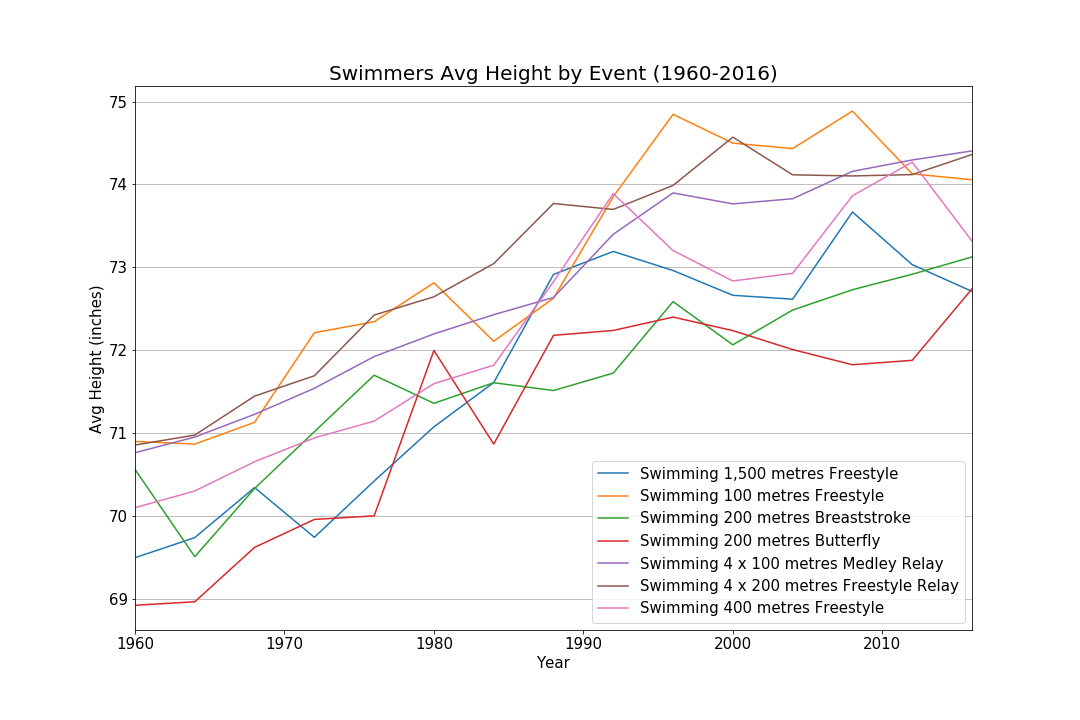 Swimmers Avg Height by Event (1960-2016)
75
74
73
72
71
70
69
Avg Height (inches)
Swimming 1,500 metres Freestyle
Swimming 100 metres Freestyle
Swimming 200 metres Breaststroke
Swimming 200 metres Butterfly
Swimming 4 x 100 metres Medley Relay
Swimming 4 x 200 metres Freestyle Relay
Swimming 400 metres Freestyle
1960 1970 1980 1990 2000 2010
Year